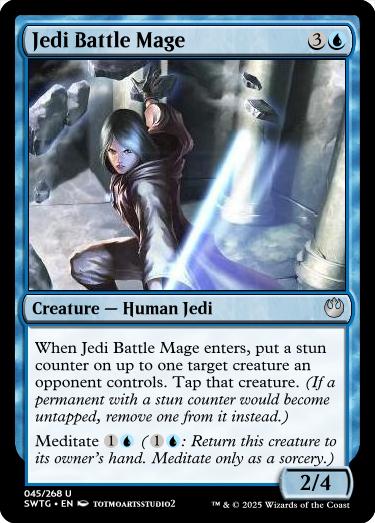 Jedi Battle Mage 3
Creature — Human Jedi
When Jedi Battle Mage enters, put a stun
counter on up to one target creature an
opponent controls. Tap that creature. (If a
permanent with a stun counter would become
untapped, remove one from it instead.)
Meditate 1 ( 1 : Return this creature to
its owner's hand. Meditate only as a sorcery.)
2/4
045/268 U
SWTG • EN TOTMOARTSSTUDIO2 ™ & © 2025 Wizards of the Coast